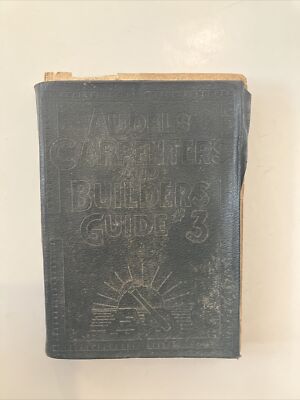 AUDELS
CARPENTERS
AND
BUILDERS
GUIDE #3